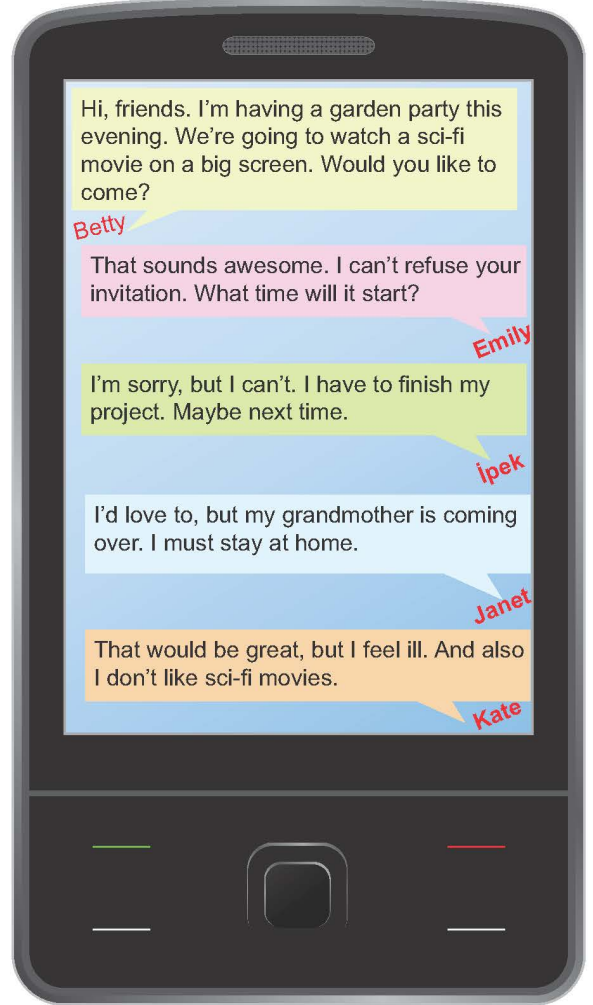 Hi, friends. I’m having a garden party this
evening. We’re going to watch a sci-fi
movie on a big screen. Would you like to
come?
Betty
That sounds awesome. I can’t refuse your
invitation. What time will it start?
Emily
I’m sorry, but I can’t. I have to finish my
project. Maybe next time.
İpek
I’d love to, but my grandmother is coming
over. I must stay at home.
Janet
That would be great, but I feel ill. And also
I don’t like sci-fi movies.
Kate